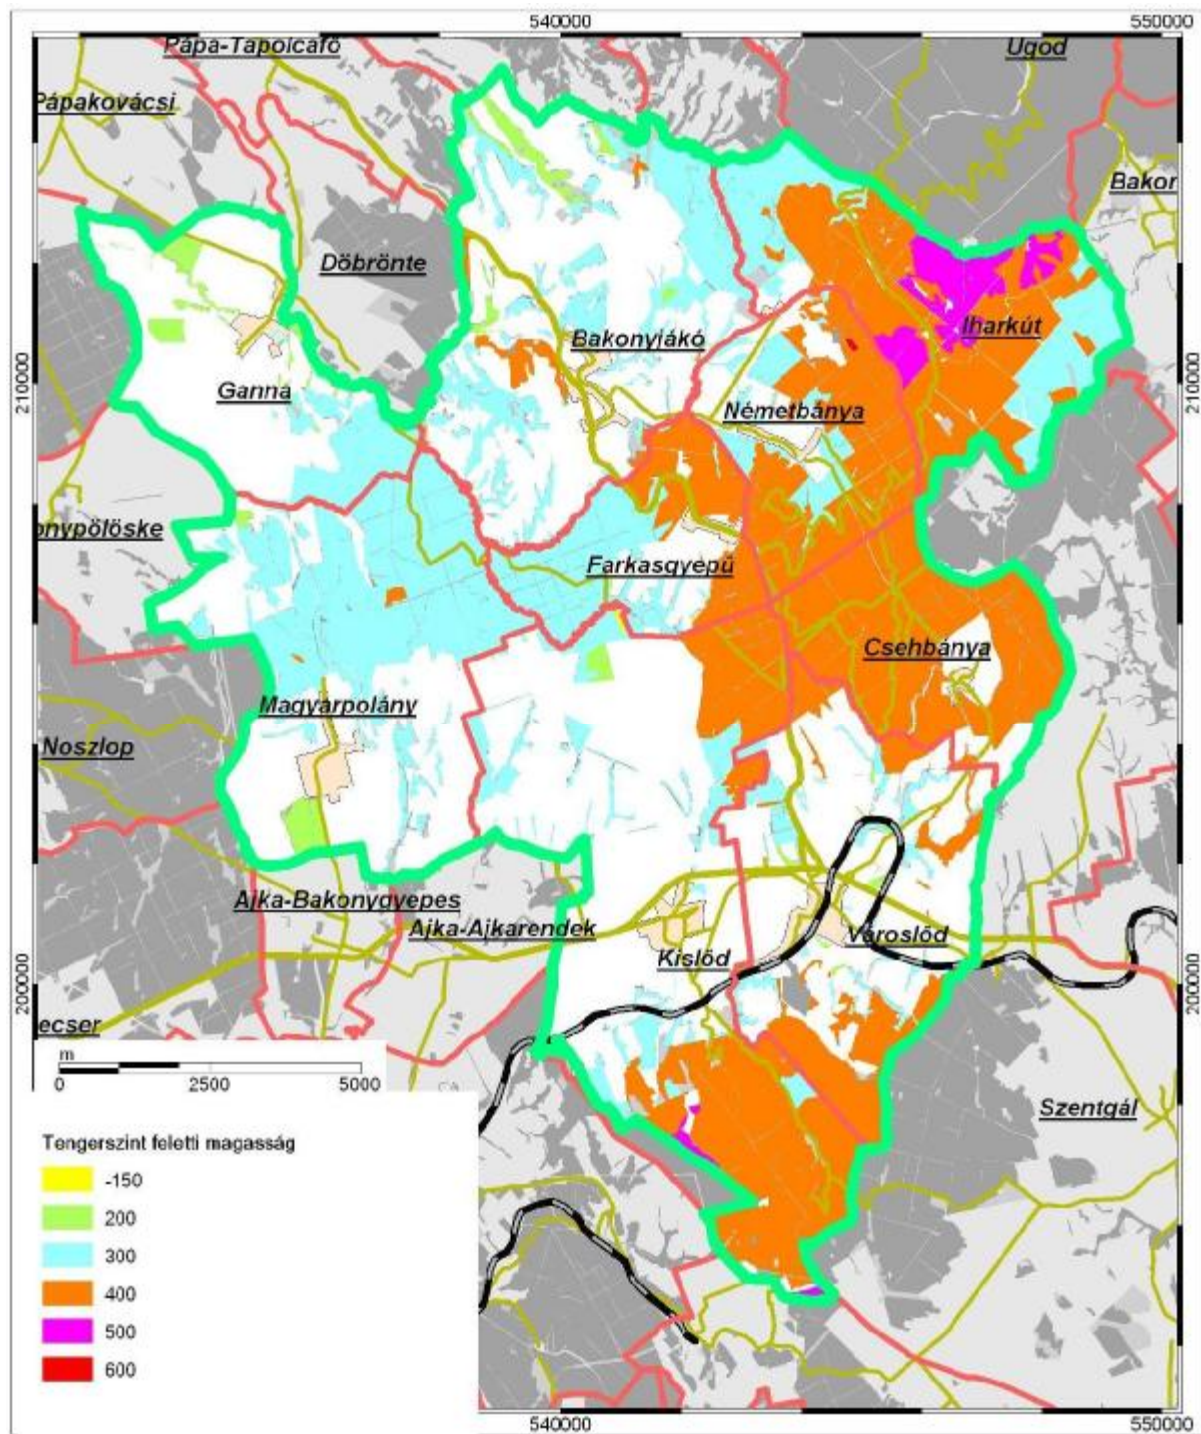 540000
550000
Pápa-Tapolcafő
Ugod
Pápakovácsi
Bakor
Döbrönte
Iharkút
Bakonyjákó
210000
210000
Ganna
Németbánya
onypölöske
Farkasgyepű
Csehbánya
Magyarpolány
Noszlop
Ajka-Bakonygyepes
Ajka-Ajkarendek
Városlőd
Kislőd
200000
200000
ecser
m
0 2500 5000
Szentgál
Tengerszint feletti magasság
-150
200
300
400
500
600
540000
550000